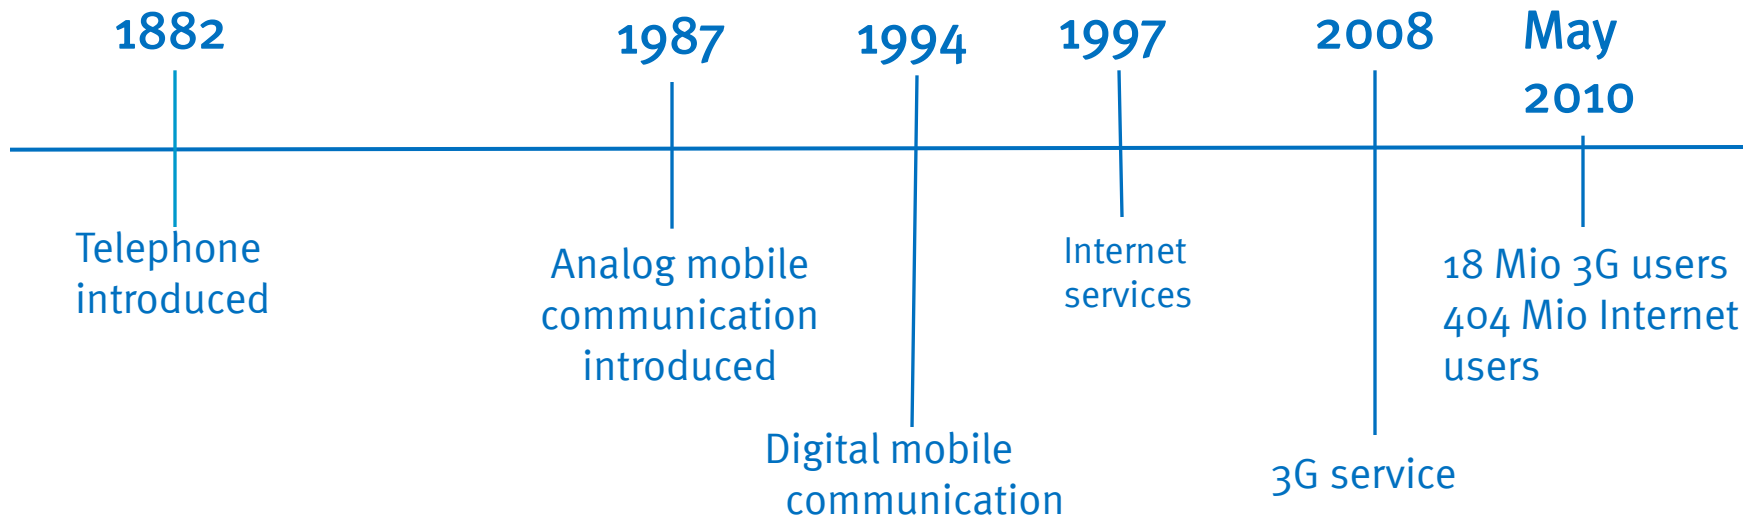 1882
1987
1994
1997
2008
May
2010
Telephone
introduced
Analog mobile
communication
introduced
Digital mobile
communication
Internet
services
3G service
18 Mio 3G users
404 Mio Internet
users